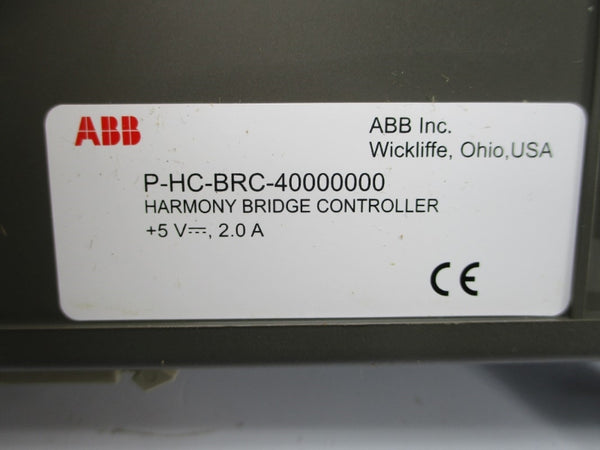 ABB
ABB Inc.
Wickliffe, Ohio,USA
P-HC-BRC-40000000
HARMONY BRIDGE CONTROLLER
+5 V⎓, 2.0 A
CE